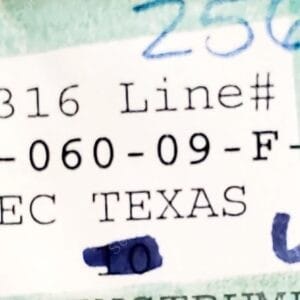 256
316 Line#
-060-09-F-
EC TEXAS
10